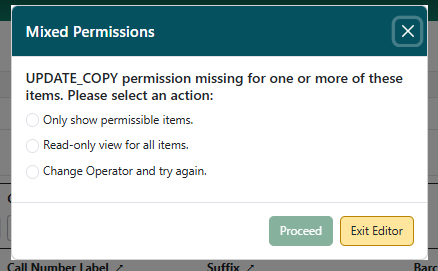 Mixed Permissions
UPDATE_COPY permission missing for one or more of these
items. Please select an action:
Only show permissible items.
Read-only view for all items.
Change Operator and try again.
Proceed Exit Editor
Call Number Label Suffix Barc